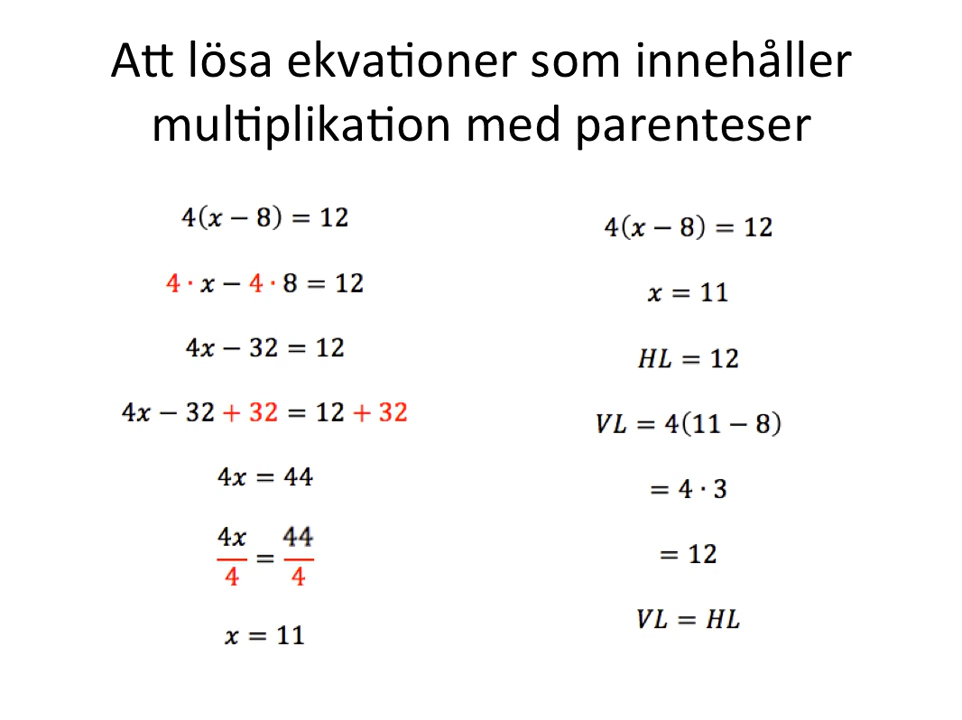 Att lösa ekvationer som innehåller
multiplikation med parenteser
4(x − 8) = 12
4 · x − 4 · 8 = 12
4x − 32 = 12
4x − 32 + 32 = 12 + 32
4x = 44
4x/4 = 44/4
x = 11
4(x − 8) = 12
x = 11
HL = 12
VL = 4(11 − 8)
= 4 · 3
= 12
VL = HL